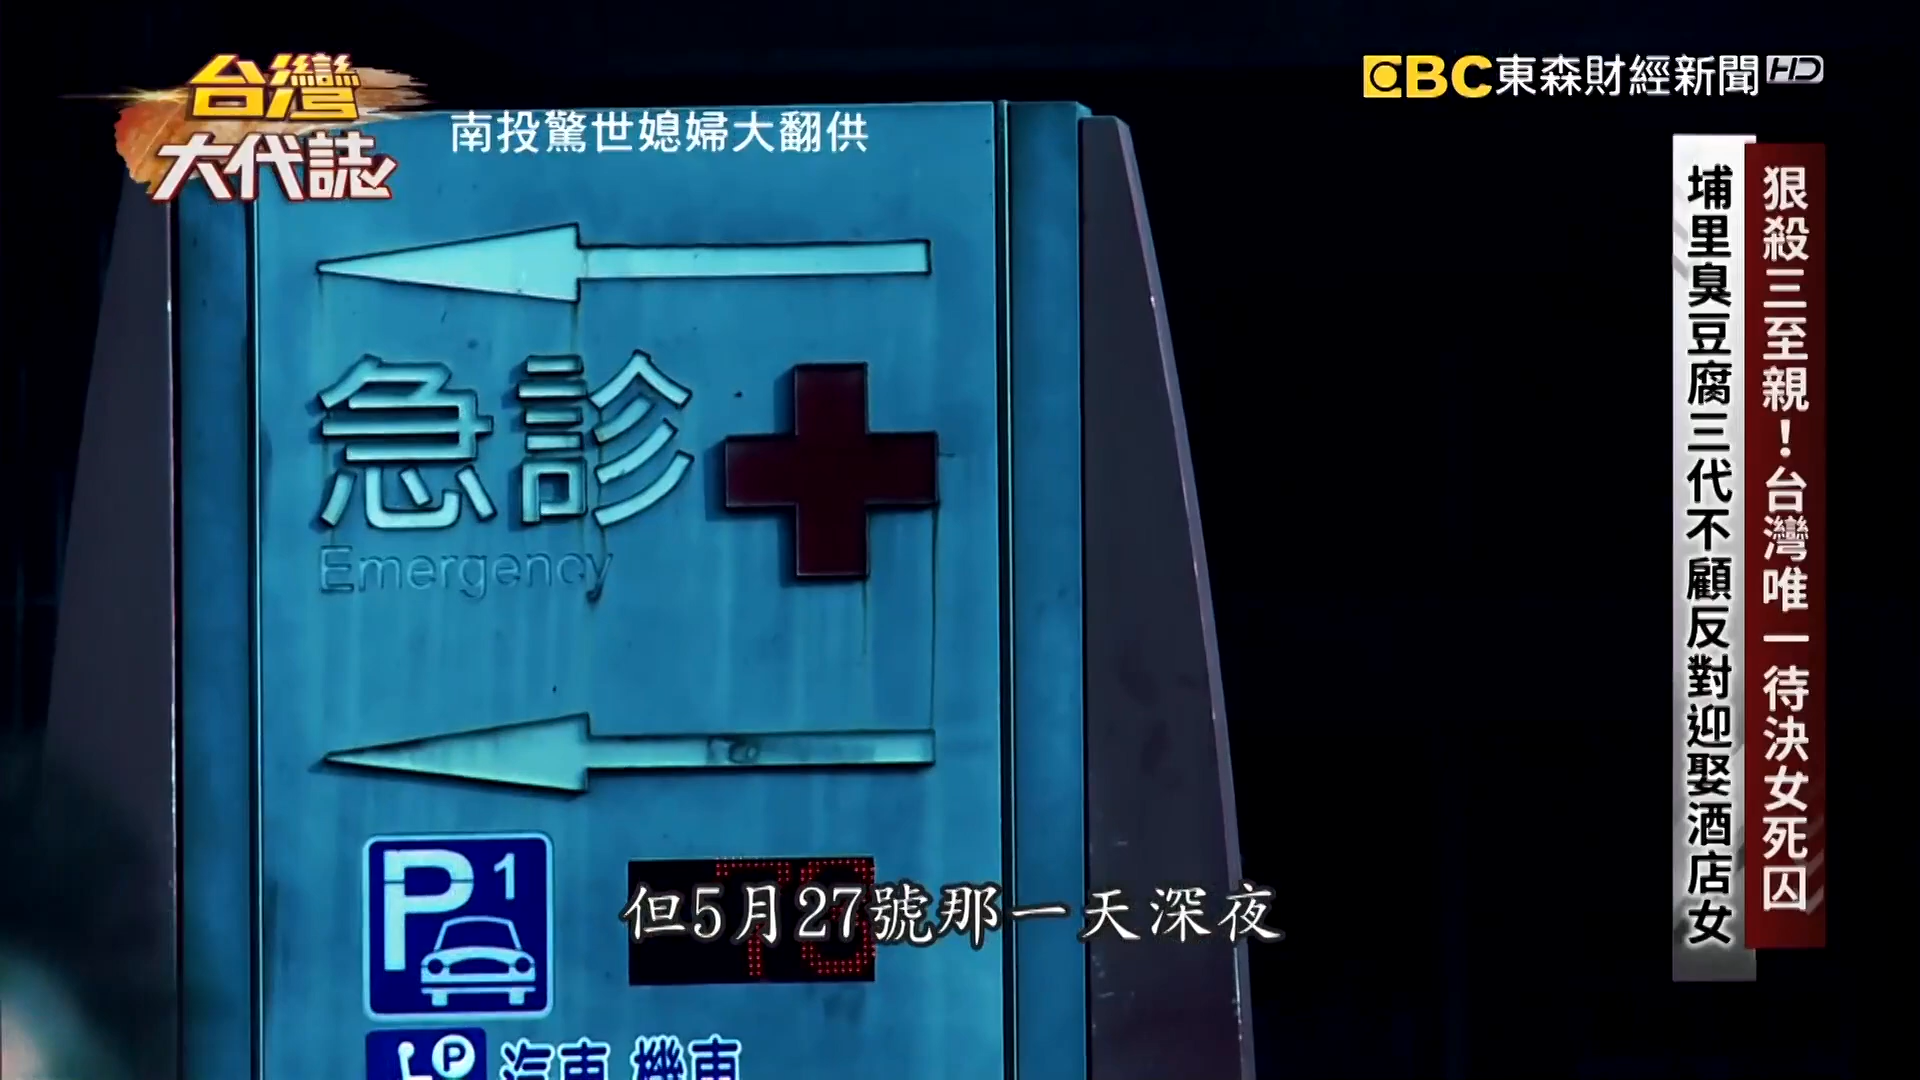 台灣
大代誌
南投驚世媳婦大翻供
EBC東森財經新聞HD
狠殺三至親！台灣唯一待決女死囚
埔里臭豆腐三代不顧反對迎娶酒店女
急診
Emergency
P1
但5月27號那一天深夜
P
汽車 機車